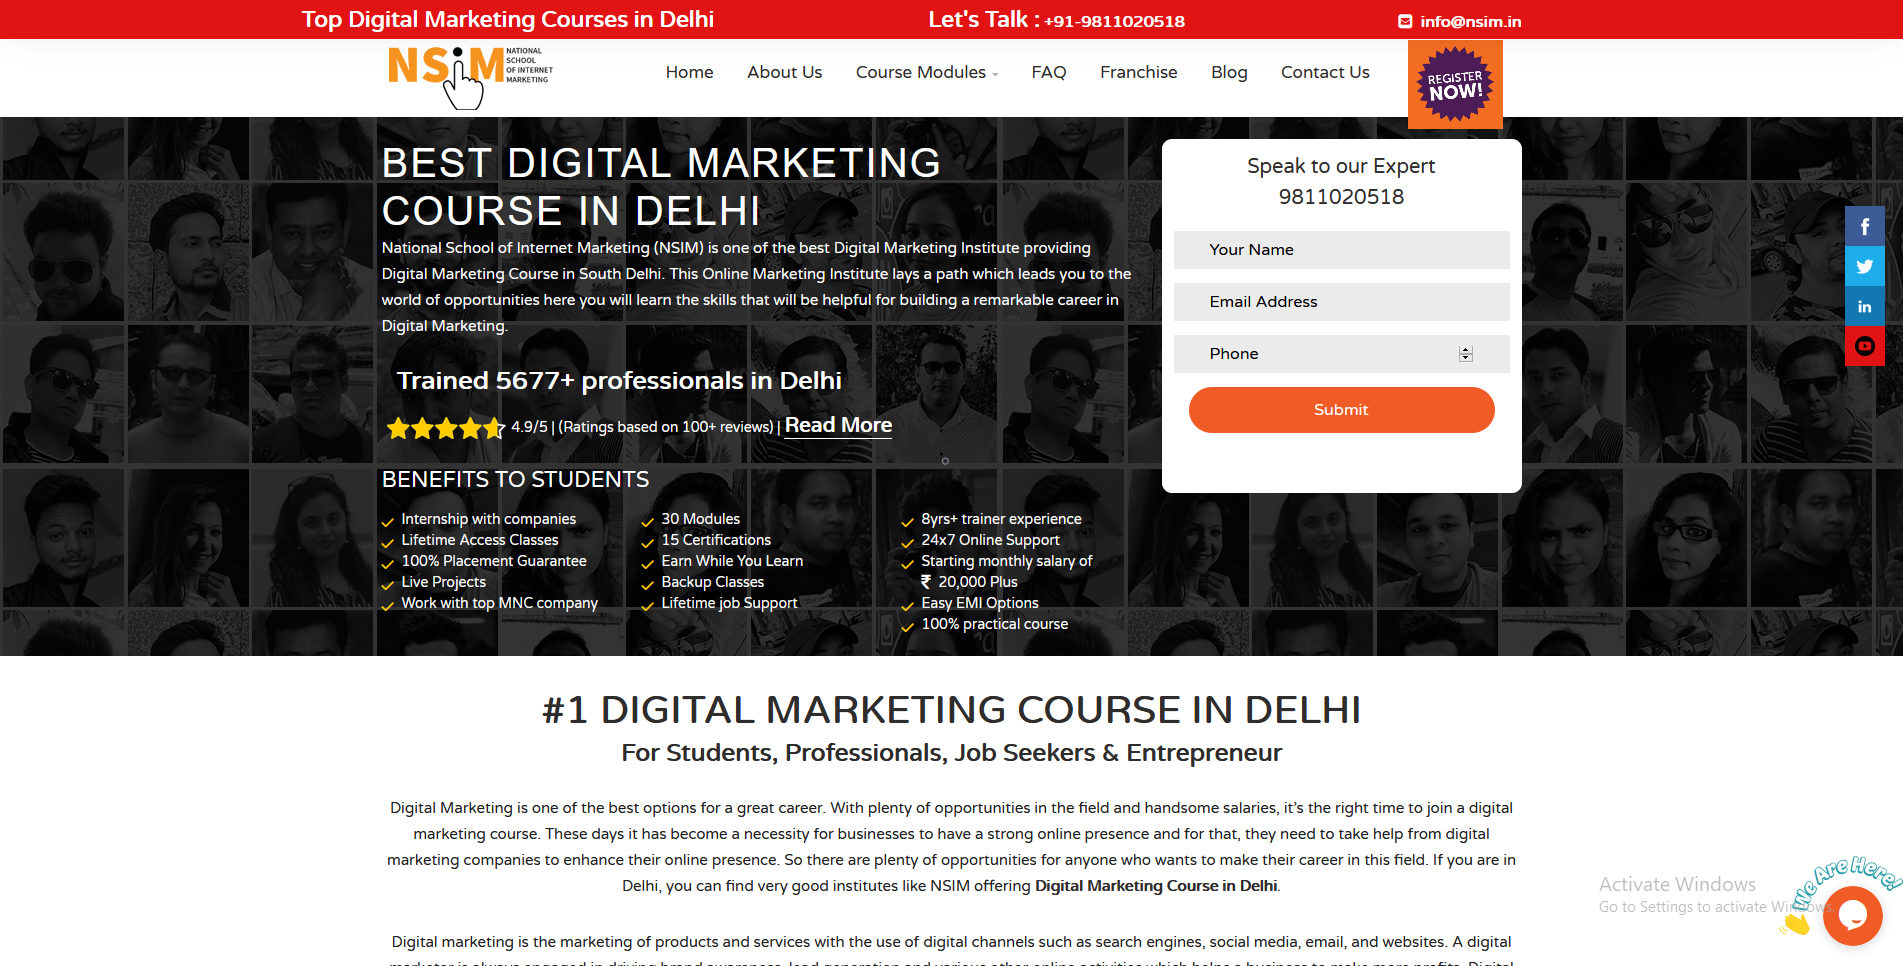 Top Digital Marketing Courses in Delhi
Let's Talk : +91-9811020518
info@nsim.in
NSiM NATIONAL
SCHOOL
OF INTERNET
MARKETING
Home
About Us
Course Modules
FAQ
Franchise
Blog
Contact Us
REGISTER
NOW!
BEST DIGITAL MARKETING
COURSE IN DELHI
National School of Internet Marketing (NSIM) is one of the best Digital Marketing Institute providing
Digital Marketing Course in South Delhi. This Online Marketing Institute lays a path which leads you to the
world of opportunities here you will learn the skills that will be helpful for building a remarkable career in
Digital Marketing.
Trained 5677+ professionals in Delhi
4.9/5 | (Ratings based on 100+ reviews) | Read More
BENEFITS TO STUDENTS
Internship with companies
Lifetime Access Classes
100% Placement Guarantee
Live Projects
Work with top MNC company
30 Modules
15 Certifications
Earn While You Learn
Backup Classes
Lifetime job Support
8yrs+ trainer experience
24x7 Online Support
Starting monthly salary of
₹ 20,000 Plus
Easy EMI Options
100% practical course
Speak to our Expert
9811020518
Your Name
Email Address
Phone
Submit
#1 DIGITAL MARKETING COURSE IN DELHI
For Students, Professionals, Job Seekers & Entrepreneur
Digital Marketing is one of the best options for a great career. With plenty of opportunities in the field and handsome salaries, it's the right time to join a digital
marketing course. These days it has become a necessity for businesses to have a strong online presence and for that, they need to take help from digital
marketing companies to enhance their online presence. So there are plenty of opportunities for anyone who wants to make their career in this field. If you are in
Delhi, you can find very good institutes like NSIM offering Digital Marketing Course in Delhi.
Digital marketing is the marketing of products and services with the use of digital channels such as search engines, social media, email, and websites. A digital
Activate Windows
Go to Settings to activate Windows.
We Are Here!